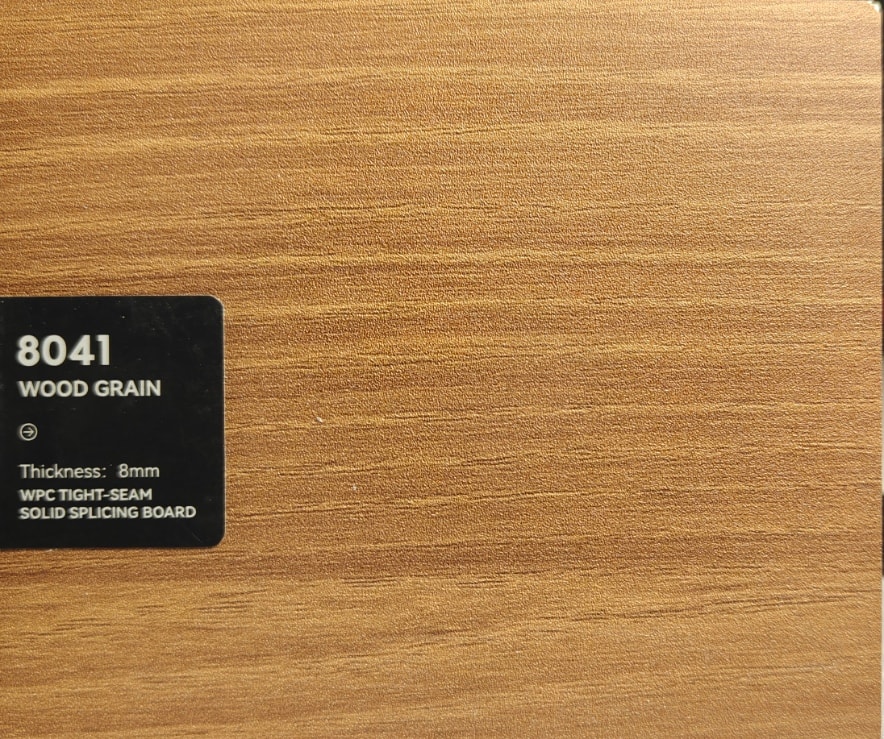 8041
WOOD GRAIN
Thickness: 8mm
WPC TIGHT-SEAM
SOLID SPLICING BOARD